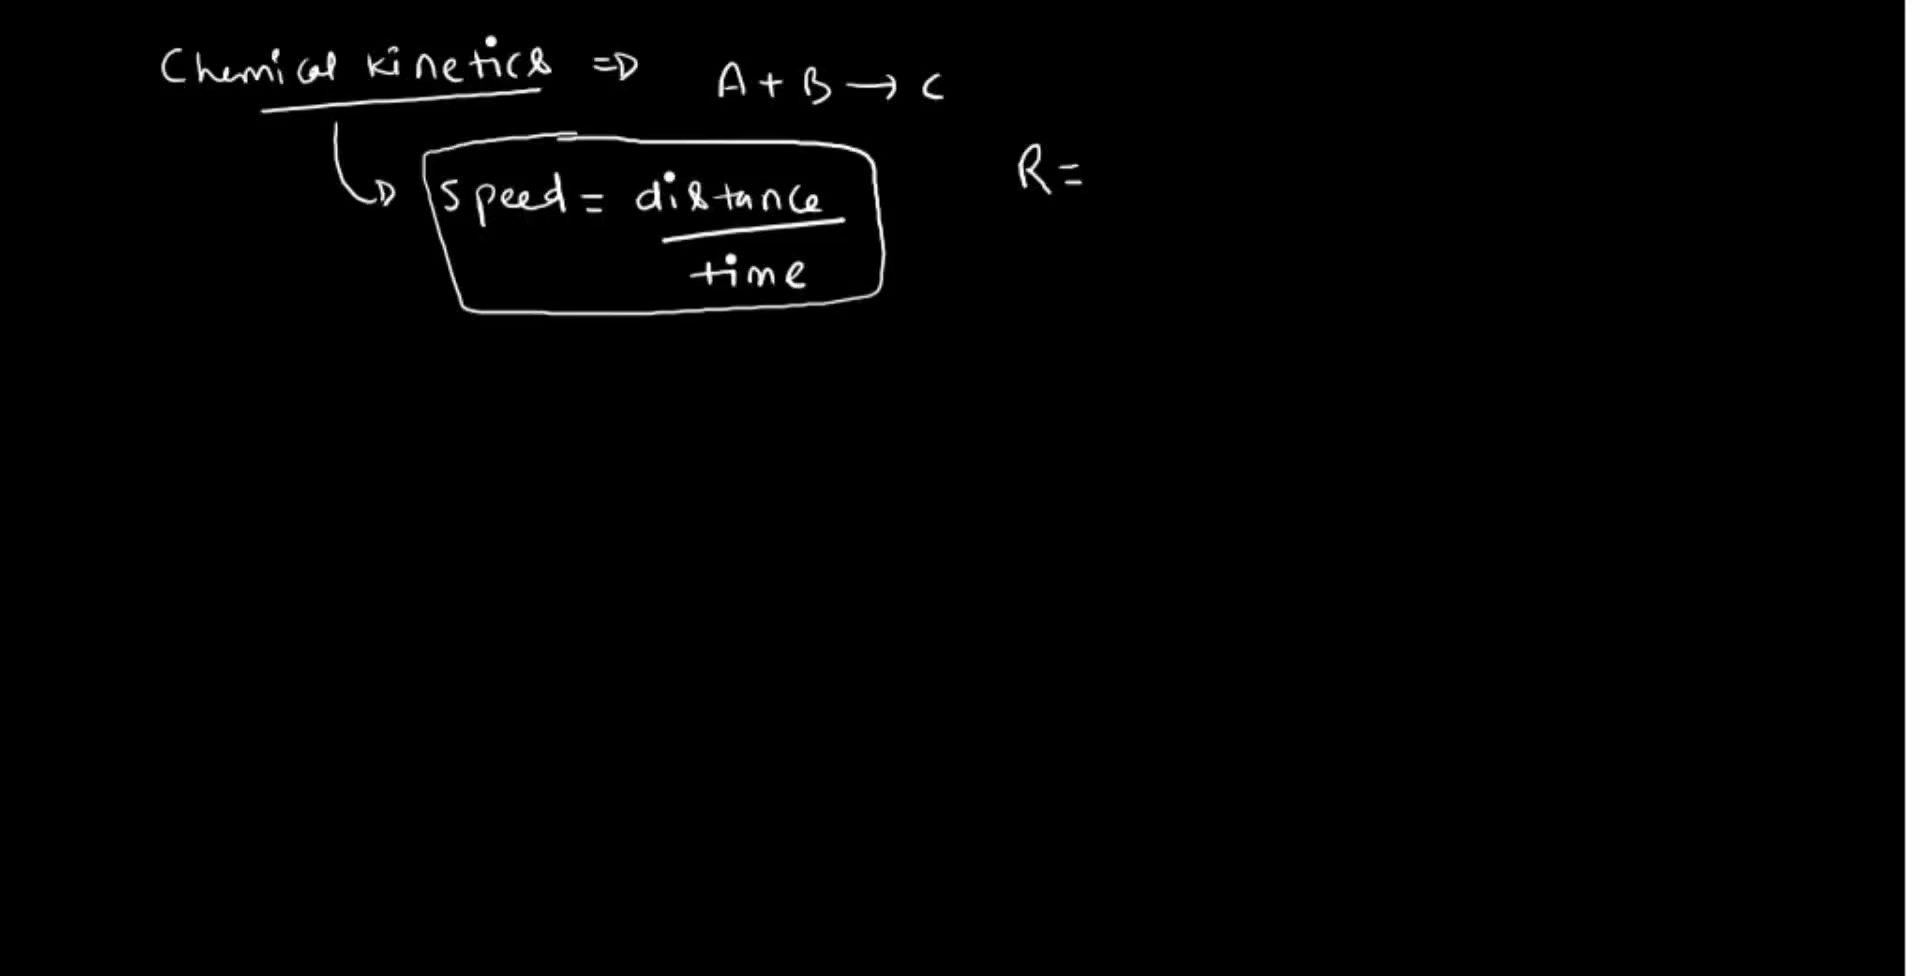 Chemical kinetics ⇒ A + B → C
speed = distance / time
R =